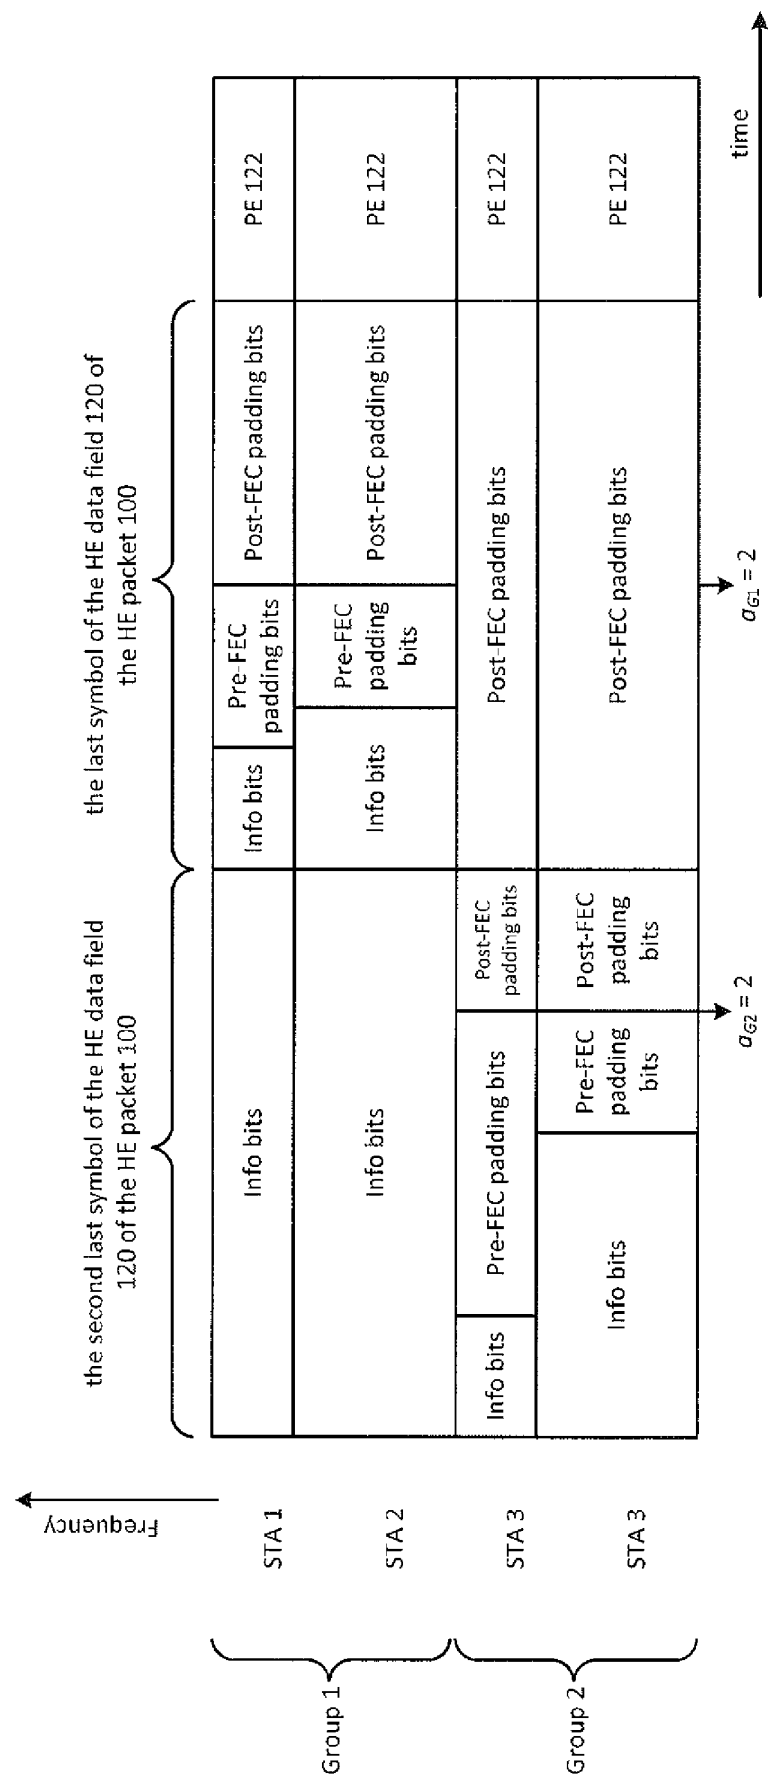 the second last symbol of the HE data field
120 of the HE packet 100
the last symbol of the HE data field 120 of
the HE packet 100
Frequency
Group 1
STA 1
Info bits
Info bits
Pre-FEC
padding bits
Post-FEC padding bits
PE 122
STA 2
Info bits
Info bits
Pre-FEC
padding
bits
Post-FEC padding bits
PE 122
Group 2
STA 3
Info bits
Pre-FEC padding bits
Post-FEC
padding bits
Post-FEC padding bits
PE 122
STA 3
Info bits
Pre-FEC
padding
bits
Post-FEC
padding
bits
Post-FEC padding bits
PE 122
aG2 = 2
aG1 = 2
time